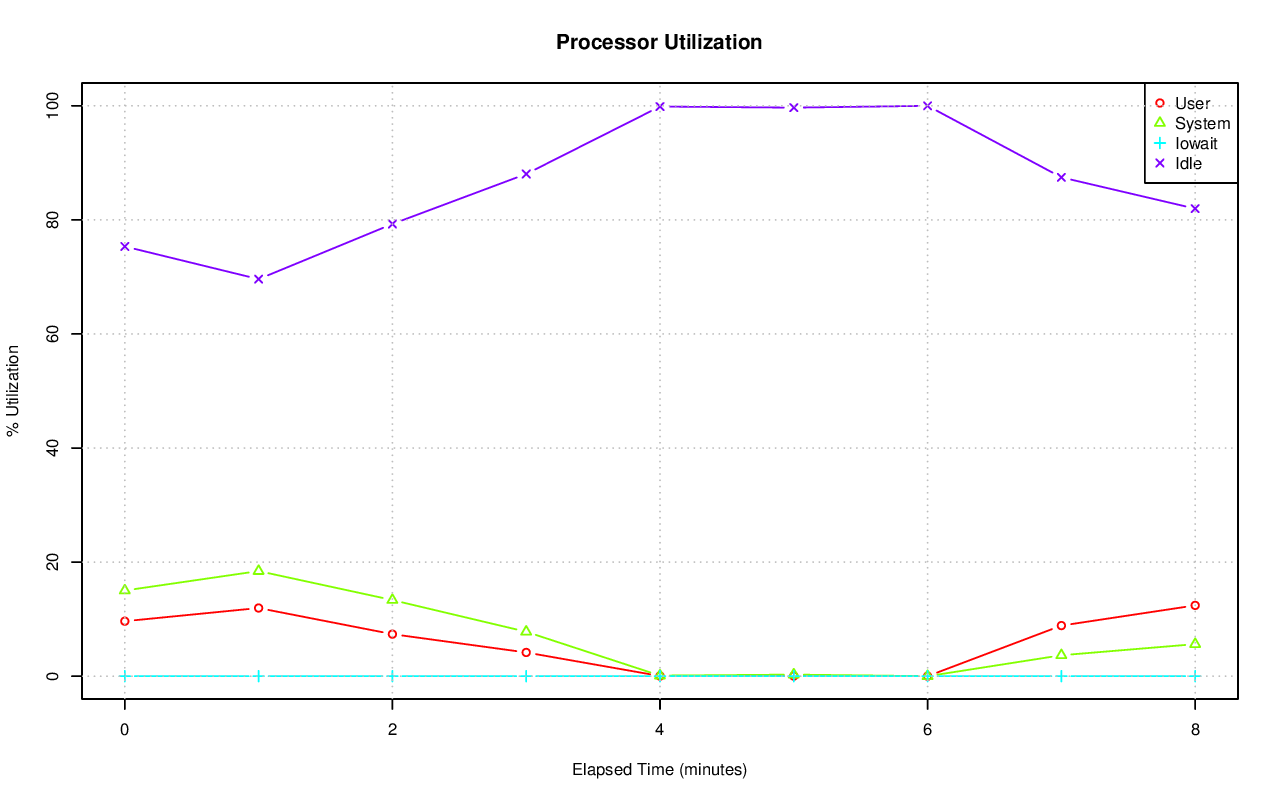 Processor Utilization
% Utilization
100
80
60
40
20
0
User
System
Iowait
Idle
0 2 4 6 8
Elapsed Time (minutes)